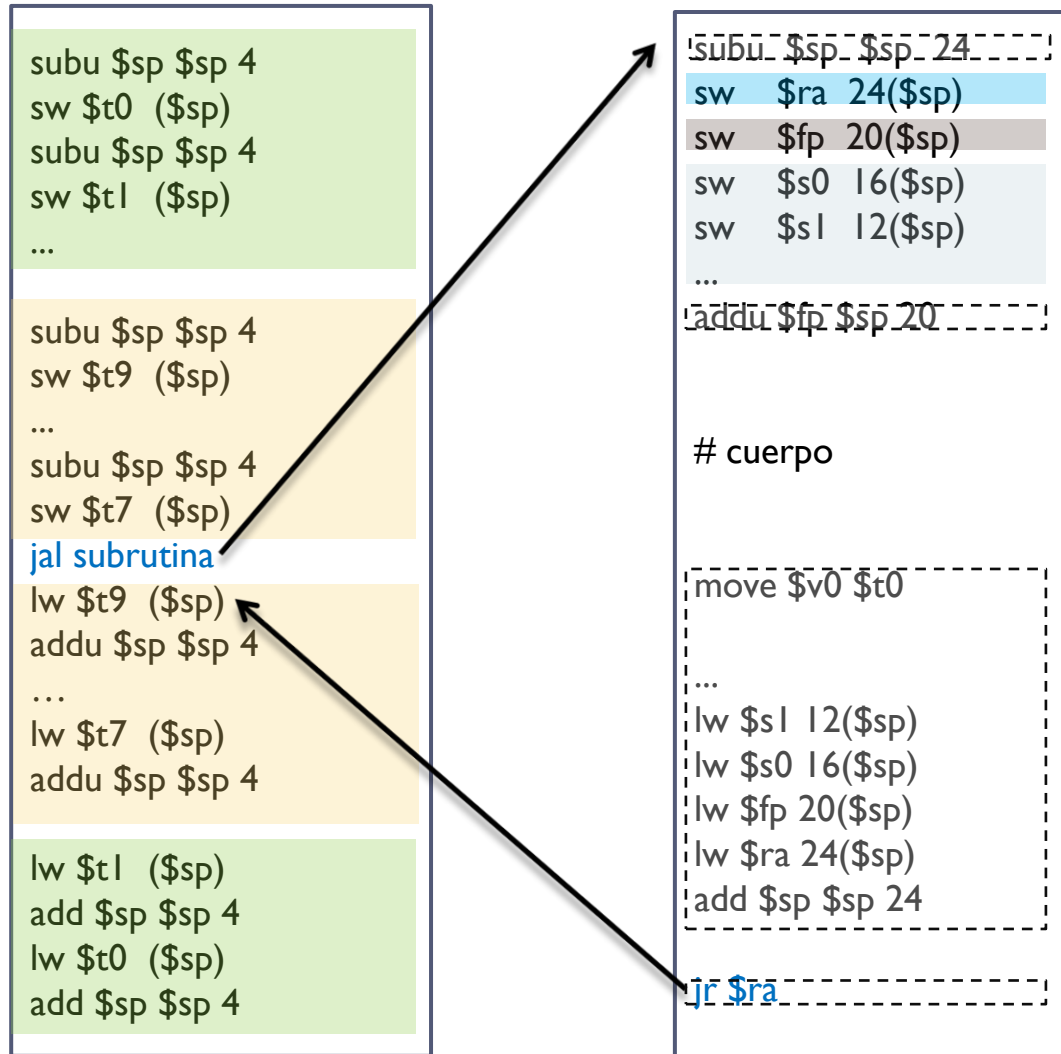 subu $sp $sp 4
sw $t0 ($sp)
subu $sp $sp 4
sw $t1 ($sp)
...
subu $sp $sp 4
sw $t9 ($sp)
...
subu $sp $sp 4
sw $t7 ($sp)
jal subrutina
lw $t9 ($sp)
addu $sp $sp 4
…
lw $t7 ($sp)
addu $sp $sp 4
lw $t1 ($sp)
add $sp $sp 4
lw $t0 ($sp)
add $sp $sp 4
subu $sp $sp 24
sw $ra 24($sp)
sw $fp 20($sp)
sw $s0 16($sp)
sw $s1 12($sp)
...
addu $fp $sp 20
# cuerpo
move $v0 $t0
...
lw $s1 12($sp)
lw $s0 16($sp)
lw $fp 20($sp)
lw $ra 24($sp)
add $sp $sp 24
jr $ra